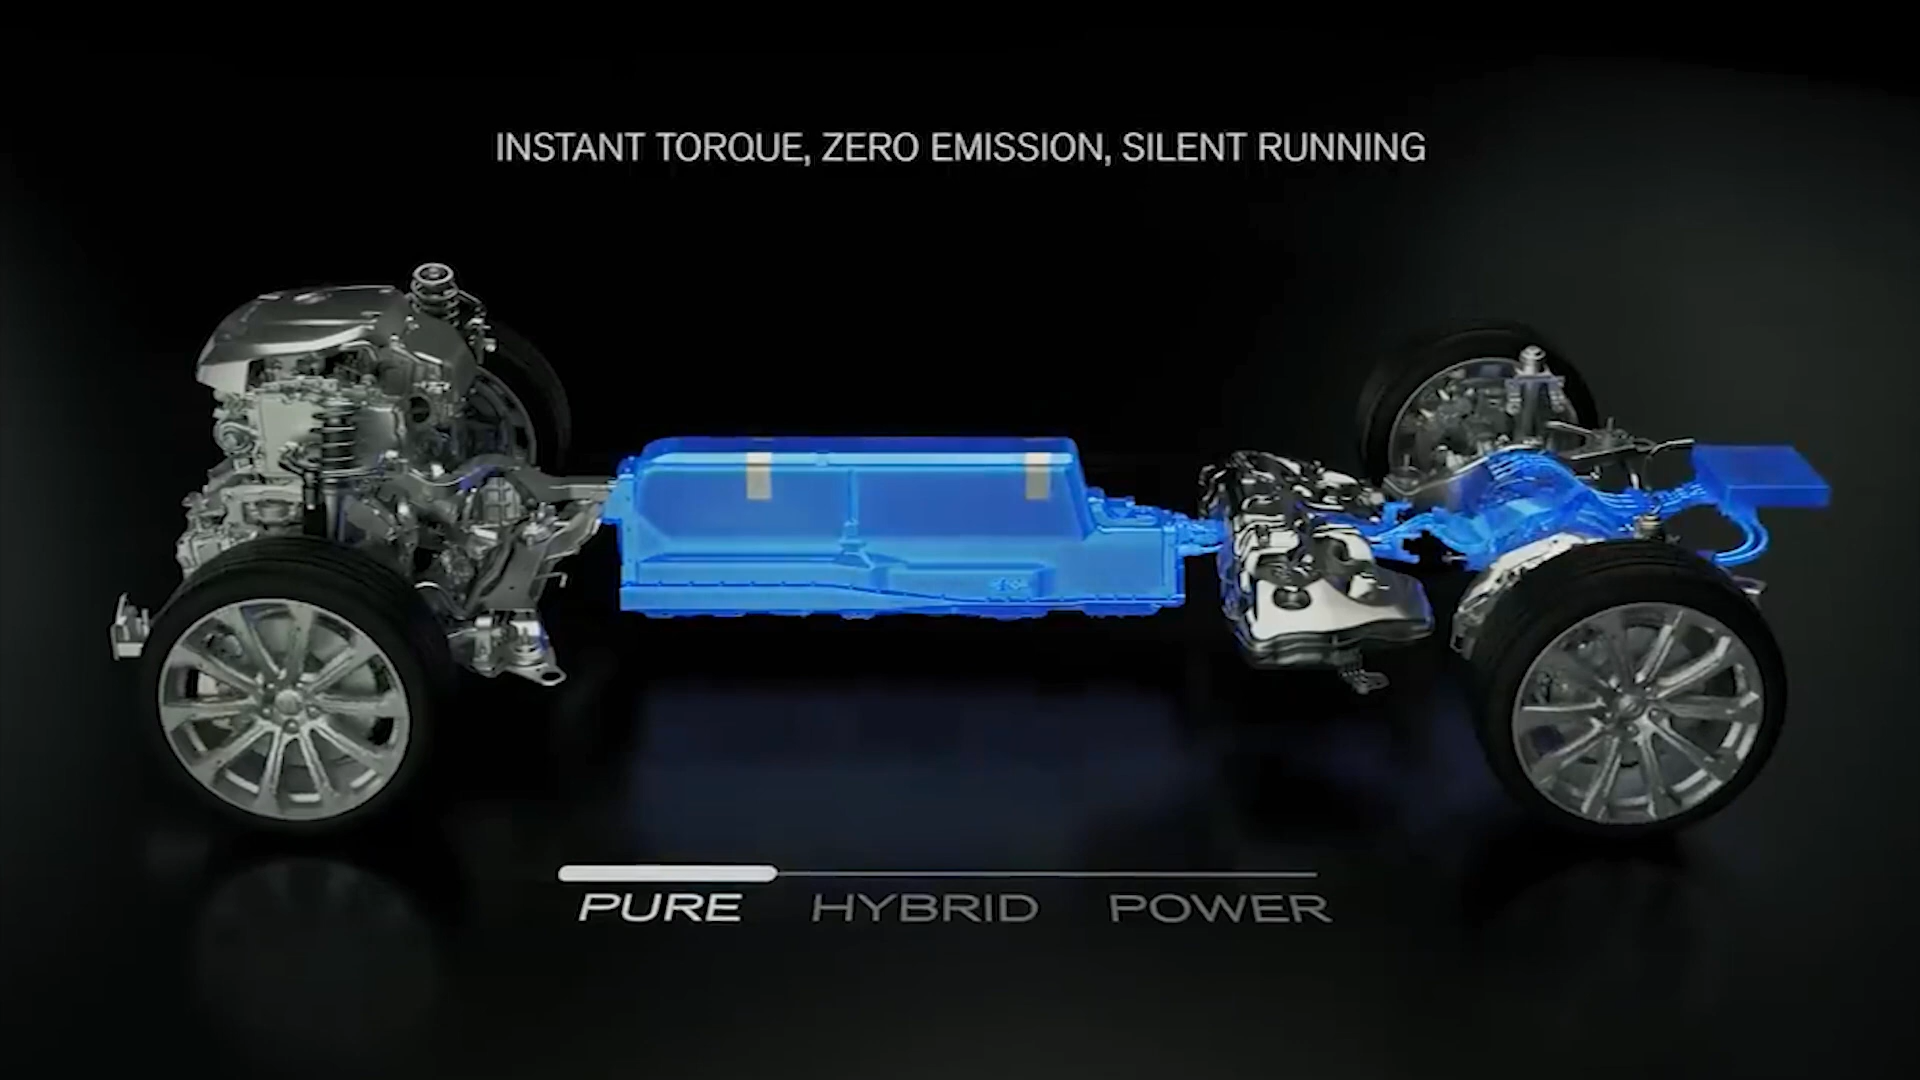 INSTANT TORQUE, ZERO EMISSION, SILENT RUNNING
PURE HYBRID POWER